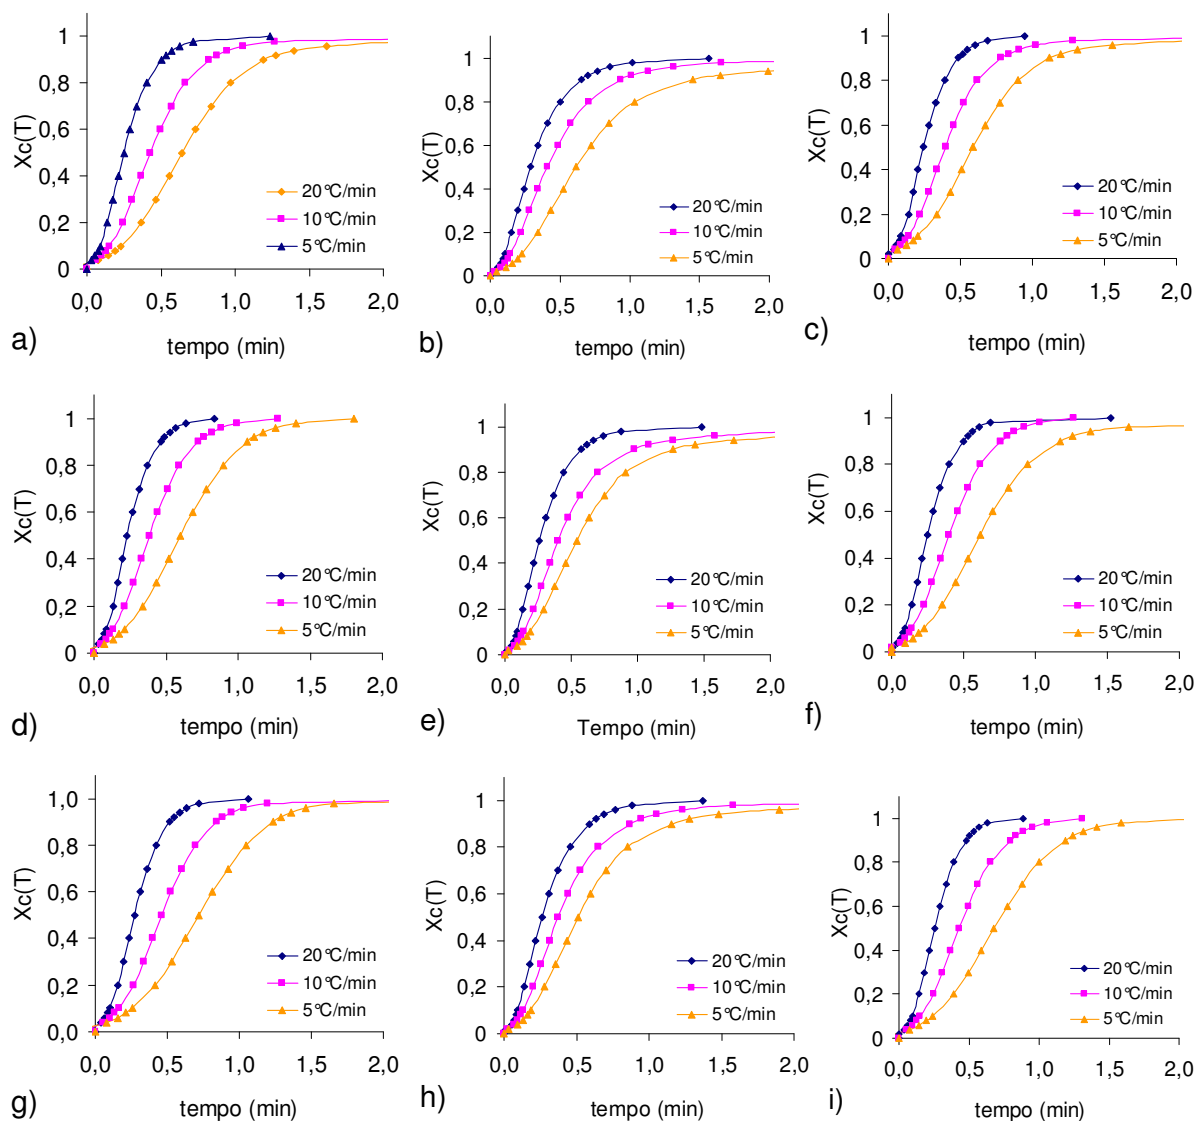 1
0,8
0,6
0,4
0,2
0
Xc(T)
20°C/min
10°C/min
5°C/min
0,0 0,5 1,0 1,5 2,0
tempo (min)
a)
1
0,8
0,6
0,4
0,2
0
Xc(T)
20°C/min
10°C/min
5°C/min
0,0 0,5 1,0 1,5 2,0
tempo (min)
b)
1
0,8
0,6
0,4
0,2
0
Xc(T)
20°C/min
10°C/min
5°C/min
0,0 0,5 1,0 1,5 2,0
tempo (min)
c)
1
0,8
0,6
0,4
0,2
0
Xc(T)
20°C/min
10°C/min
5°C/min
0,0 0,5 1,0 1,5 2,0
tempo (min)
d)
1
0,8
0,6
0,4
0,2
0
Xc(T)
20°C/min
10°C/min
5°C/min
0,0 0,5 1,0 1,5 2,0
Tempo (min)
e)
1
0,8
0,6
0,4
0,2
0
Xc(T)
20°C/min
10°C/min
5°C/min
0,0 0,5 1,0 1,5 2,0
tempo (min)
f)
1,0
0,8
0,6
0,4
0,2
0,0
Xc(T)
20°C/min
10°C/min
5°C/min
0,0 0,5 1,0 1,5 2,0
tempo (min)
g)
1
0,8
0,6
0,4
0,2
0
Xc(T)
20°C/min
10°C/min
5°C/min
0,0 0,5 1,0 1,5 2,0
tempo (min)
h)
1
0,8
0,6
0,4
0,2
0
Xc(T)
20°C/min
10°C/min
5°C/min
0,0 0,5 1,0 1,5 2,0
tempo (min)
i)